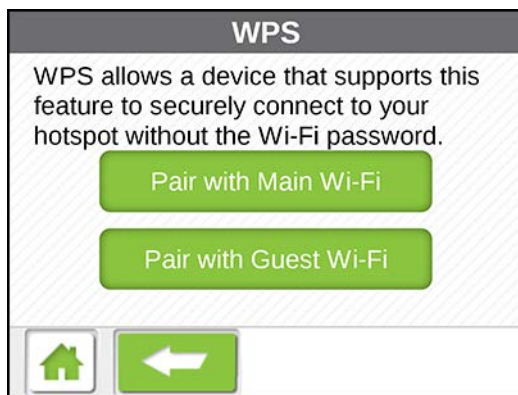 WPS
WPS allows a device that supports this
feature to securely connect to your
hotspot without the Wi-Fi password.
Pair with Main Wi-Fi
Pair with Guest Wi-Fi